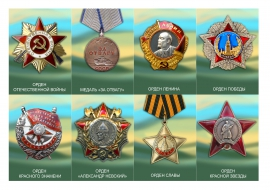 ОРДЕН
ОТЕЧЕСТВЕННОЙ ВОЙНЫ
МЕДАЛЬ «ЗА ОТВАГУ»
ОРДЕН ЛЕНИНА
ОРДЕН ПОБЕДЫ
ОРДЕН
КРАСНОГО ЗНАМЕНИ
ОРДЕН
«АЛЕКСАНДР НЕВСКИЙ»
ОРДЕН СЛАВЫ
ОРДЕН
КРАСНОЙ ЗВЕЗДЫ